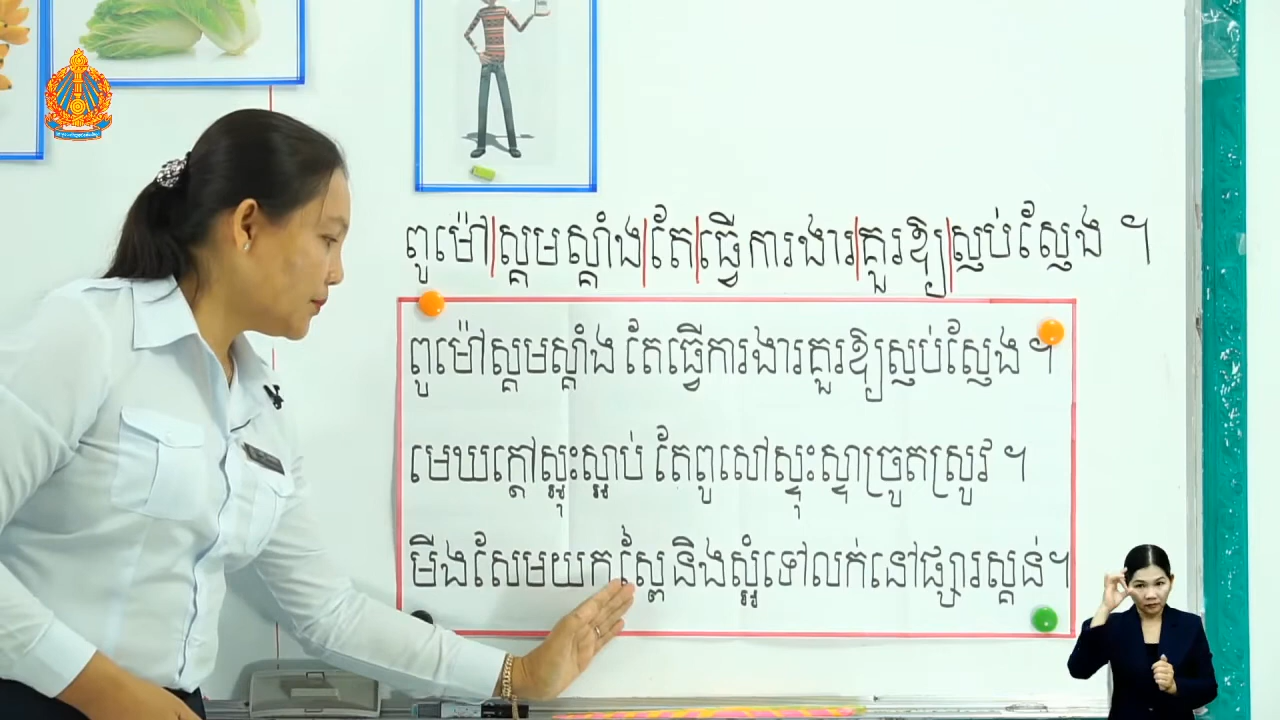 ពូម៉ៅ|ស្គមស្គាំង|តែ|ធ្វើការងារ|គួរឱ្យ|ស្ញប់ស្ញែង ។
ពូម៉ៅស្គមស្គាំង តែធ្វើការងារគួរឱ្យស្ញប់ស្ញែង ។
មេឃក្ដៅស្អុះស្អាប់ តែពូសៅស្ទុះស្ទាច្រូតស្រូវ ។
មីងសែមយកស្ពៃនិងស្អំទៅលក់នៅផ្សារស្គន់។